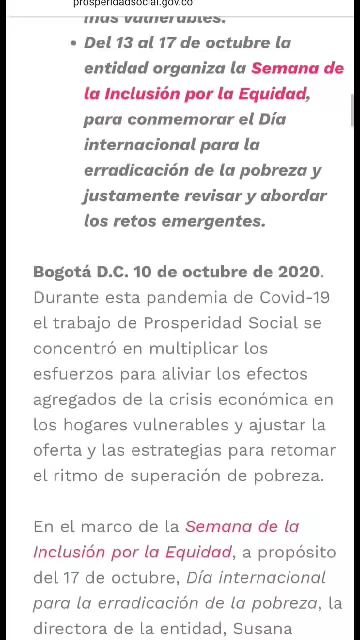 prosperidadsocial.gov.co
más vulnerables.
• Del 13 al 17 de octubre la
entidad organiza la Semana de
la Inclusión por la Equidad,
para conmemorar el Día
internacional para la
erradicación de la pobreza y
justamente revisar y abordar
los retos emergentes.
Bogotá D.C. 10 de octubre de 2020.
Durante esta pandemia de Covid-19
el trabajo de Prosperidad Social se
concentró en multiplicar los
esfuerzos para aliviar los efectos
agregados de la crisis económica en
los hogares vulnerables y ajustar la
oferta y las estrategias para retomar
el ritmo de superación de pobreza.
En el marco de la Semana de la
Inclusión por la Equidad, a propósito
del 17 de octubre, Día internacional
para la erradicación de la pobreza, la
directora de la entidad, Susana